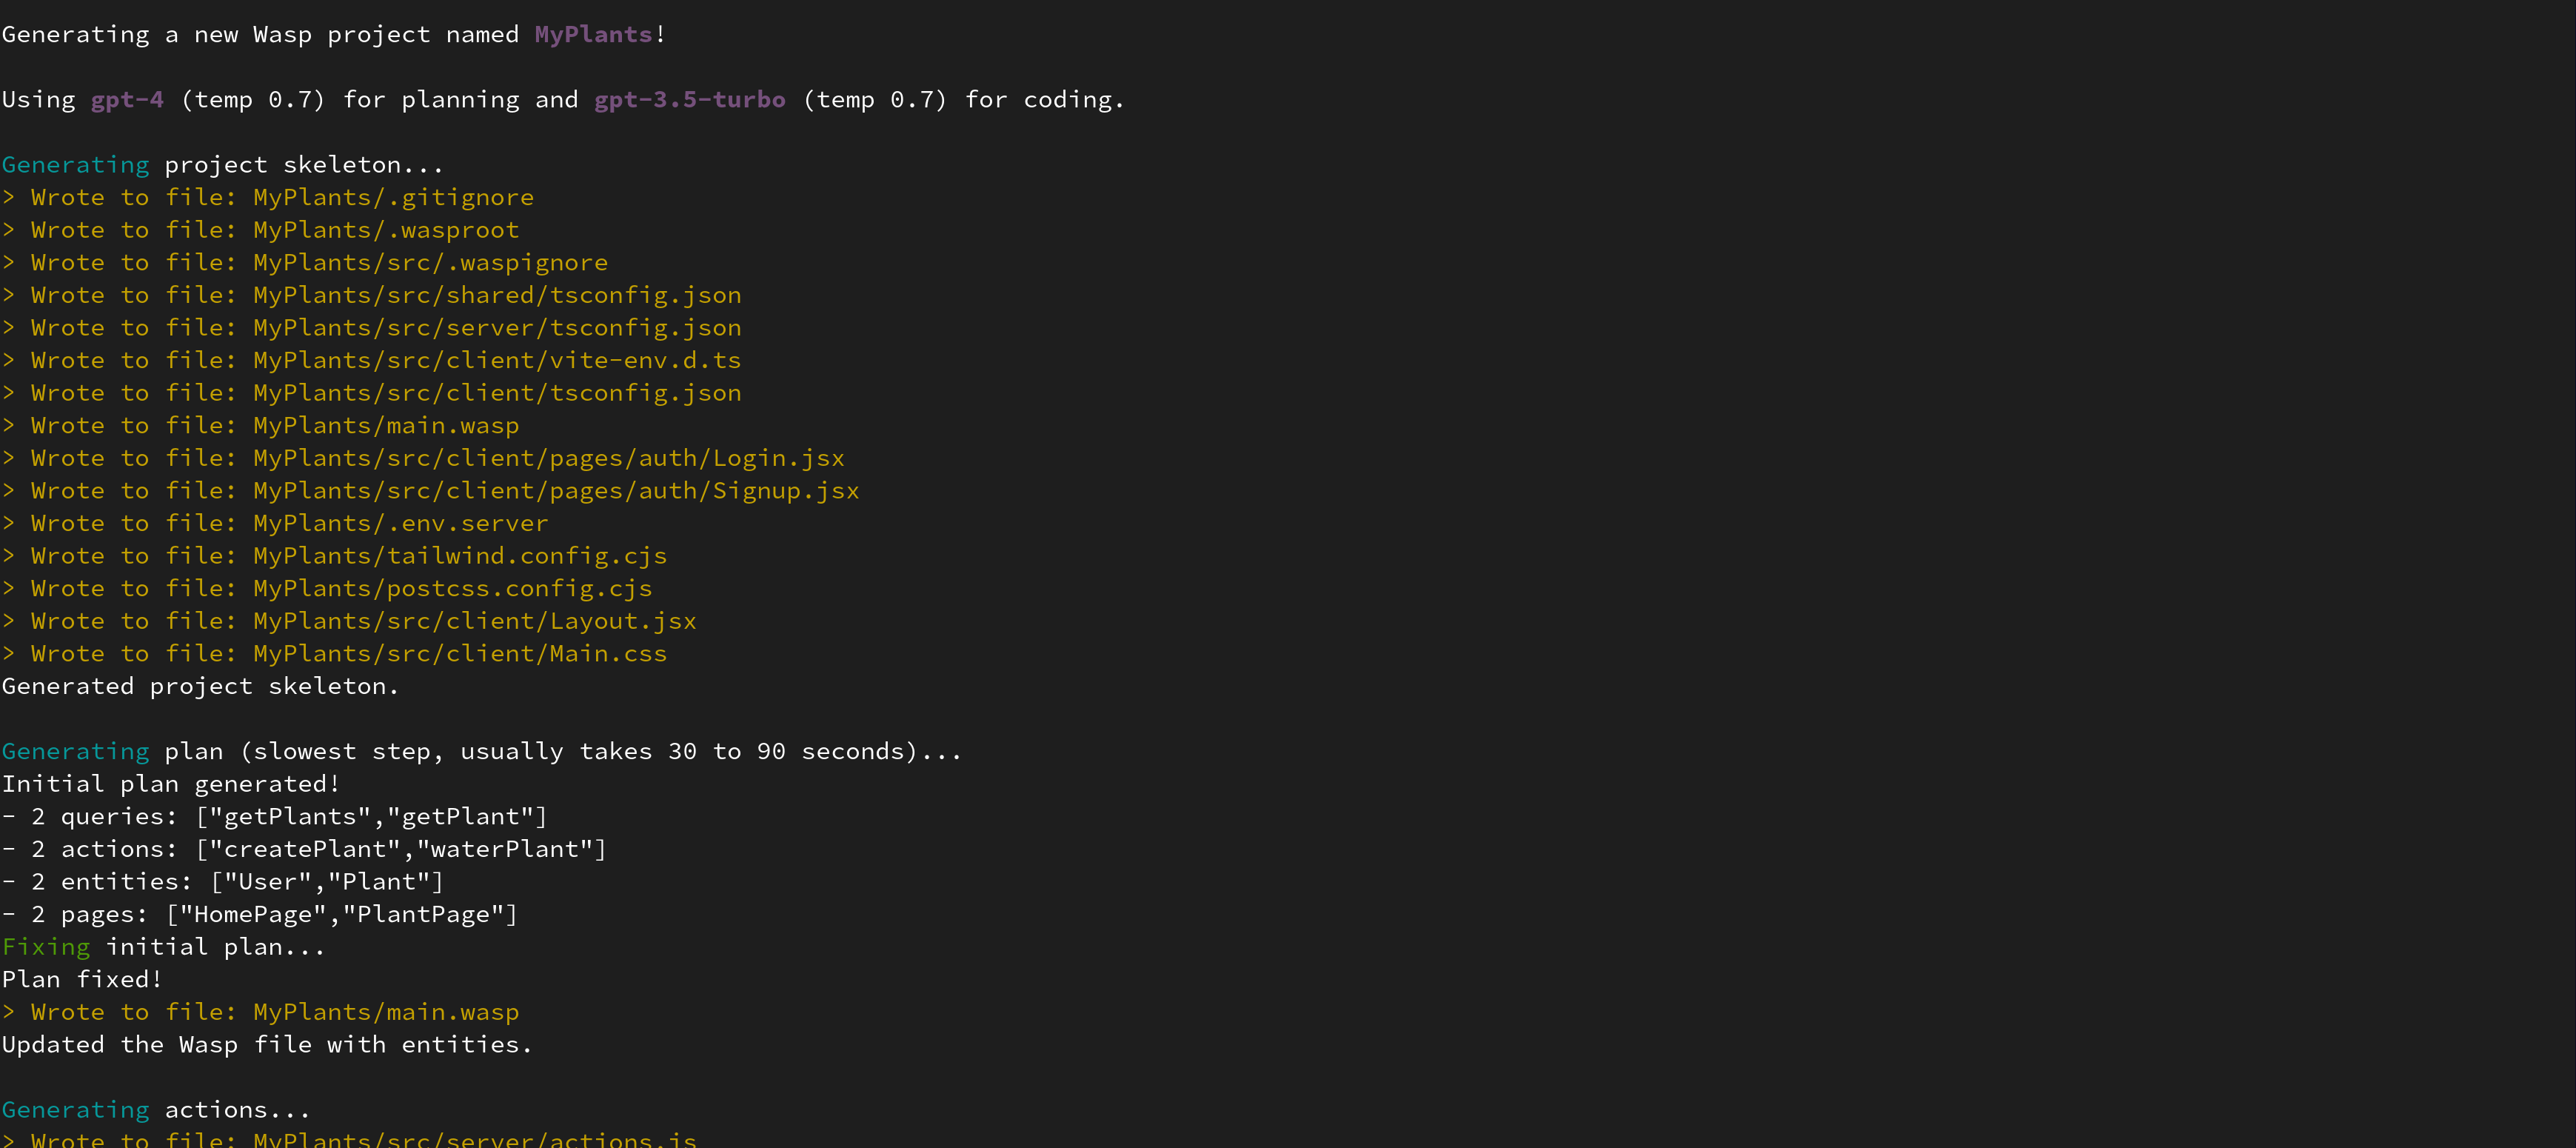 Generating a new Wasp project named MyPlants!
Using gpt-4 (temp 0.7) for planning and gpt-3.5-turbo (temp 0.7) for coding.
Generating project skeleton...
> Wrote to file: MyPlants/.gitignore
> Wrote to file: MyPlants/.wasproot
> Wrote to file: MyPlants/src/.waspignore
> Wrote to file: MyPlants/src/shared/tsconfig.json
> Wrote to file: MyPlants/src/server/tsconfig.json
> Wrote to file: MyPlants/src/client/vite-env.d.ts
> Wrote to file: MyPlants/src/client/tsconfig.json
> Wrote to file: MyPlants/main.wasp
> Wrote to file: MyPlants/src/client/pages/auth/Login.jsx
> Wrote to file: MyPlants/src/client/pages/auth/Signup.jsx
> Wrote to file: MyPlants/.env.server
> Wrote to file: MyPlants/tailwind.config.cjs
> Wrote to file: MyPlants/postcss.config.cjs
> Wrote to file: MyPlants/src/client/Layout.jsx
> Wrote to file: MyPlants/src/client/Main.css
Generated project skeleton.
Generating plan (slowest step, usually takes 30 to 90 seconds)...
Initial plan generated!
- 2 queries: ["getPlants","getPlant"]
- 2 actions: ["createPlant","waterPlant"]
- 2 entities: ["User","Plant"]
- 2 pages: ["HomePage","PlantPage"]
Fixing initial plan...
Plan fixed!
> Wrote to file: MyPlants/main.wasp
Updated the Wasp file with entities.
Generating actions...
> Wrote to file: MyPlants/src/server/actions.js